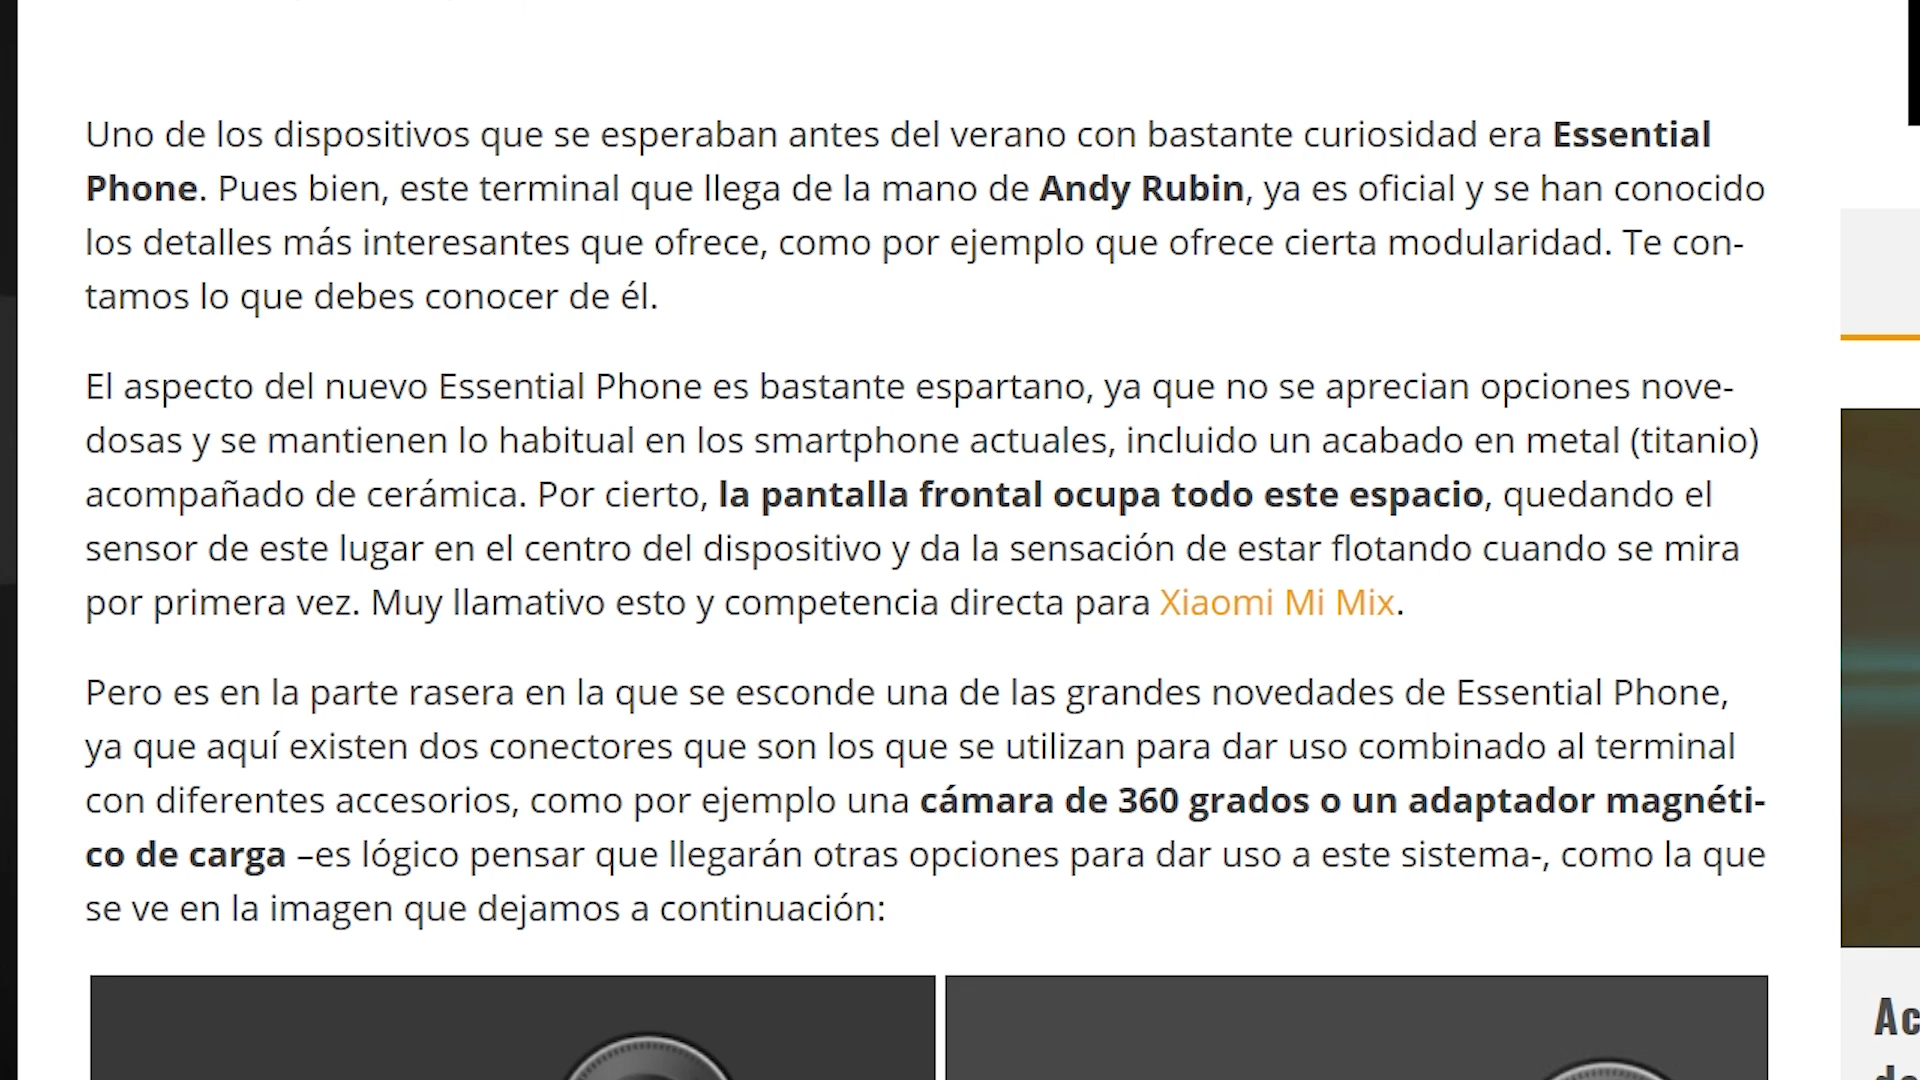 Uno de los dispositivos que se esperaban antes del verano con bastante curiosidad era Essential
Phone. Pues bien, este terminal que llega de la mano de Andy Rubin, ya es oficial y se han conocido
los detalles más interesantes que ofrece, como por ejemplo que ofrece cierta modularidad. Te con-
tamos lo que debes conocer de él.
El aspecto del nuevo Essential Phone es bastante espartano, ya que no se aprecian opciones nove-
dosas y se mantienen lo habitual en los smartphone actuales, incluido un acabado en metal (titanio)
acompañado de cerámica. Por cierto, la pantalla frontal ocupa todo este espacio, quedando el
sensor de este lugar en el centro del dispositivo y da la sensación de estar flotando cuando se mira
por primera vez. Muy llamativo esto y competencia directa para Xiaomi Mi Mix.
Pero es en la parte rasera en la que se esconde una de las grandes novedades de Essential Phone,
ya que aquí existen dos conectores que son los que se utilizan para dar uso combinado al terminal
con diferentes accesorios, como por ejemplo una cámara de 360 grados o un adaptador magnéti-
co de carga –es lógico pensar que llegarán otras opciones para dar uso a este sistema-, como la que
se ve en la imagen que dejamos a continuación:
Ac